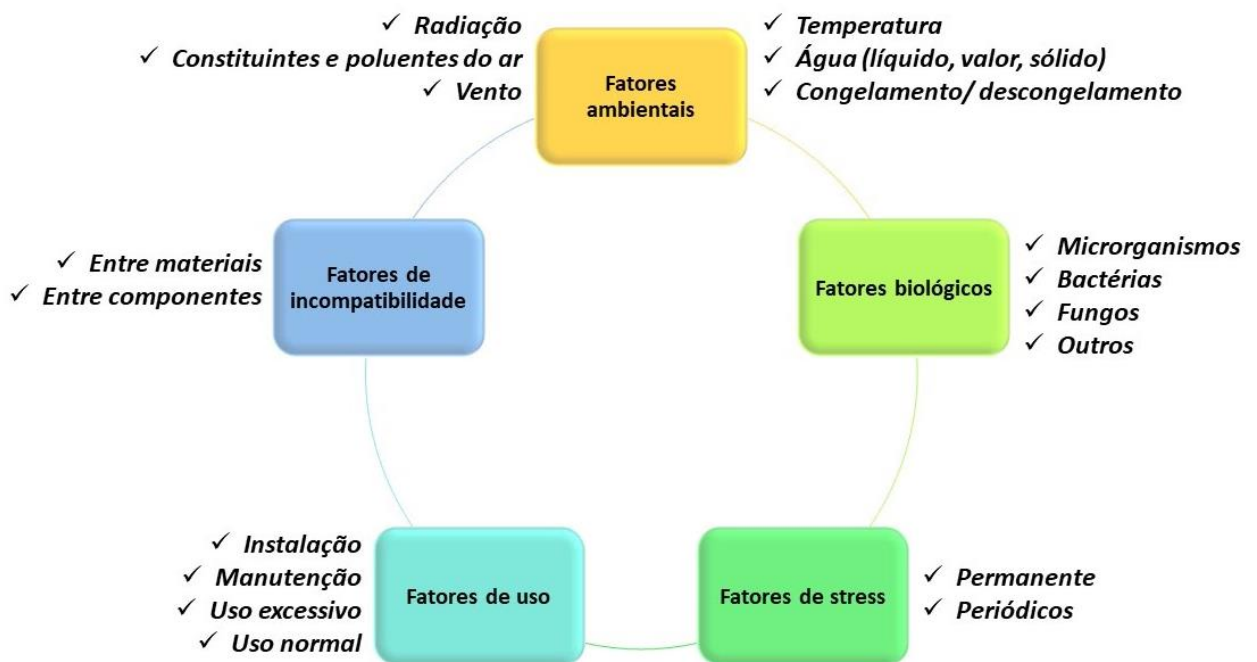 ✓ Radiação
✓ Constituintes e poluentes do ar
✓ Vento
Fatores
ambientais
✓ Temperatura
✓ Água (líquido, valor, sólido)
✓ Congelamento/ descongelamento
✓ Entre materiais
✓ Entre componentes
Fatores de
incompatibilidade
Fatores biológicos
✓ Microrganismos
✓ Bactérias
✓ Fungos
✓ Outros
✓ Instalação
✓ Manutenção
✓ Uso excessivo
✓ Uso normal
Fatores de uso
Fatores de stress
✓ Permanente
✓ Periódicos